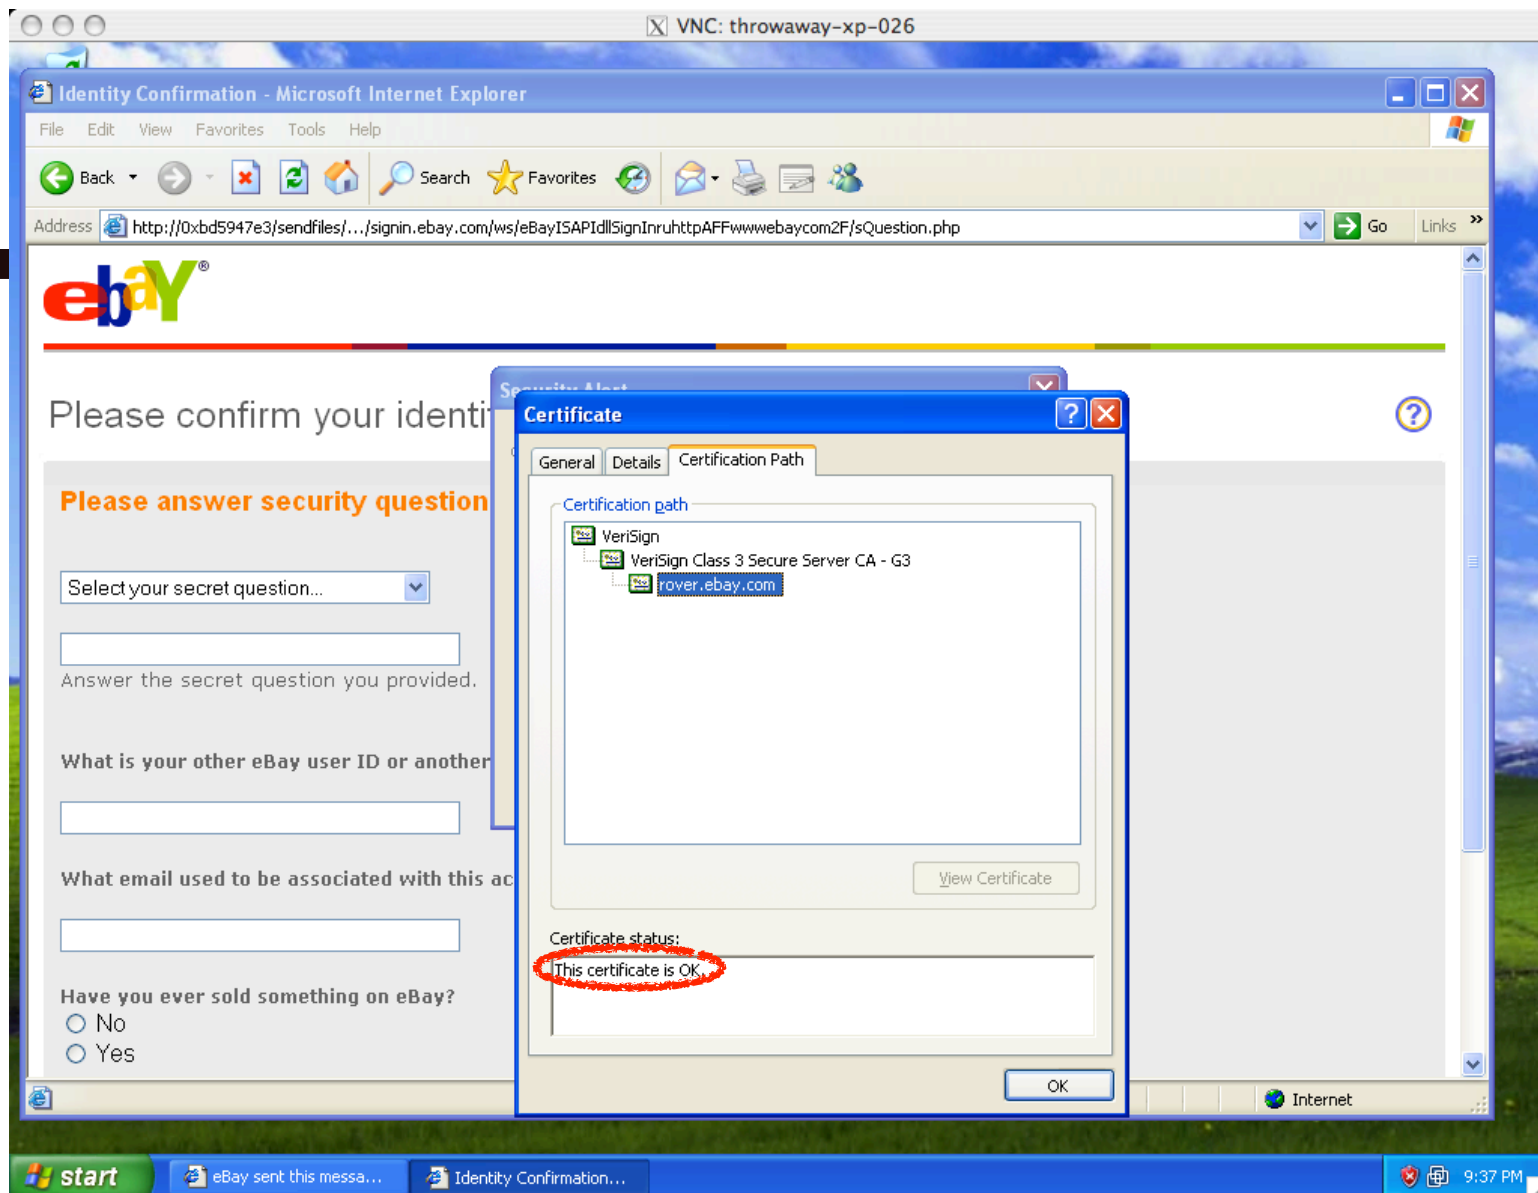 VNC: throwaway-xp-026
Identity Confirmation - Microsoft Internet Explorer
File Edit View Favorites Tools Help
Back Search Favorites
Address http://0xbd5947e3/sendfiles/.../signin.ebay.com/ws/eBayISAPIdllSignInruhttpAFFwwwebaycom2F/sQuestion.php Go Links »
ebaY®
Please confirm your identi
Please answer security question
Select your secret question...
Answer the secret question you provided.
What is your other eBay user ID or another
What email used to be associated with this ac
Have you ever sold something on eBay?
No
Yes
Security Alert
Certificate
General Details Certification Path
Certification path
VeriSign
VeriSign Class 3 Secure Server CA - G3
rover.ebay.com
View Certificate
Certificate status:
This certificate is OK.
OK
Internet
start eBay sent this messa... Identity Confirmation... 9:37 PM